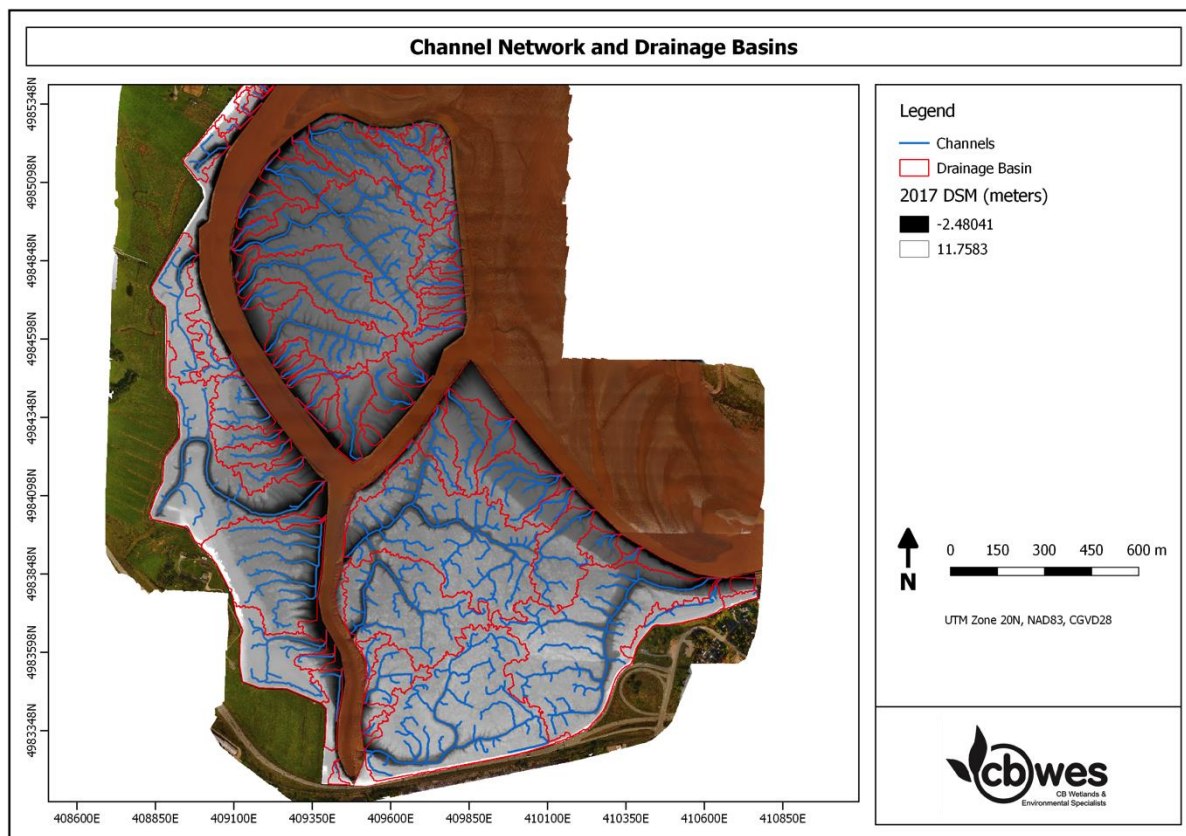 Channel Network and Drainage Basins
4985348N
4985098N
4984848N
4984598N
4984348N
4984098N
4983848N
4983598N
4983348N
408600E 408850E 409100E 409350E 409600E 409850E 410100E 410350E 410600E 410850E
Legend
Channels
Drainage Basin
2017 DSM (meters)
-2.48041
11.7583
N
0 150 300 450 600 m
UTM Zone 20N, NAD83, CGVD28
cbwes
CB Wetlands &
Environmental Specialists